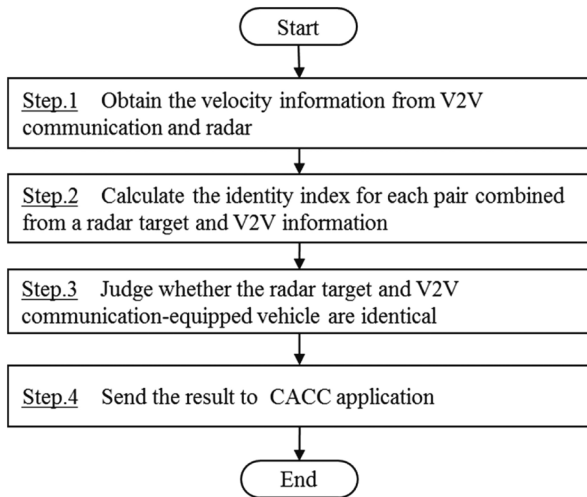 Start
Step.1 Obtain the velocity information from V2V
communication and radar
Step.2 Calculate the identity index for each pair combined
from a radar target and V2V information
Step.3 Judge whether the radar target and V2V
communication-equipped vehicle are identical
Step.4 Send the result to CACC application
End